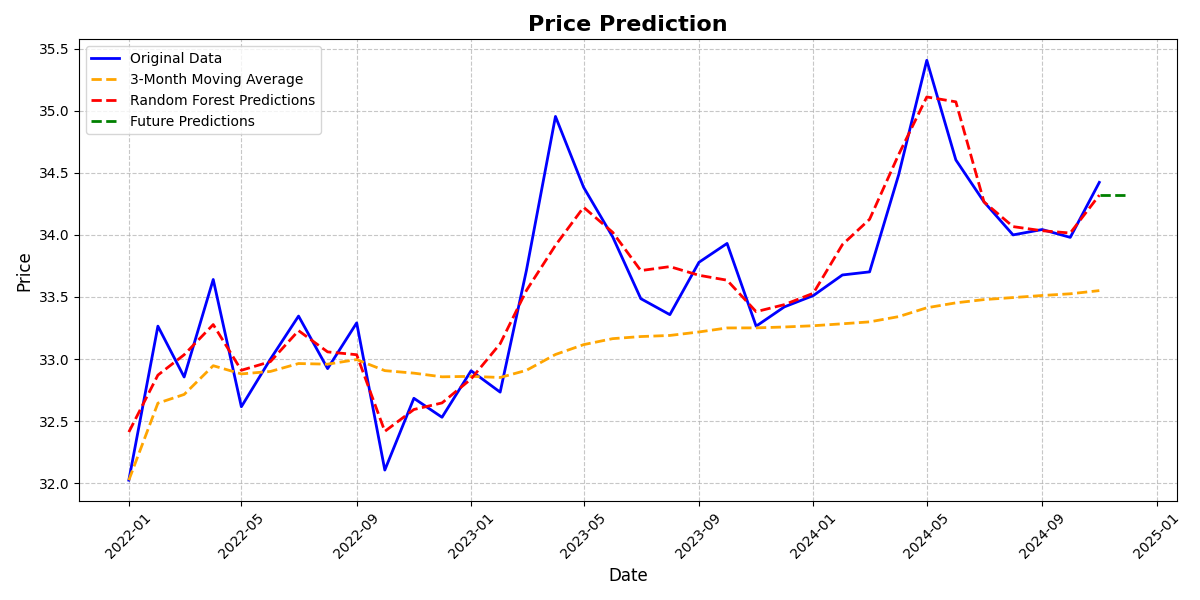 Price Prediction
Original Data
3-Month Moving Average
Random Forest Predictions
Future Predictions
35.5
35.0
34.5
34.0
33.5
33.0
32.5
32.0
Price
2022-01
2022-05
2022-09
2023-01
2023-05
2023-09
2024-01
2024-05
2024-09
2025-01
Date